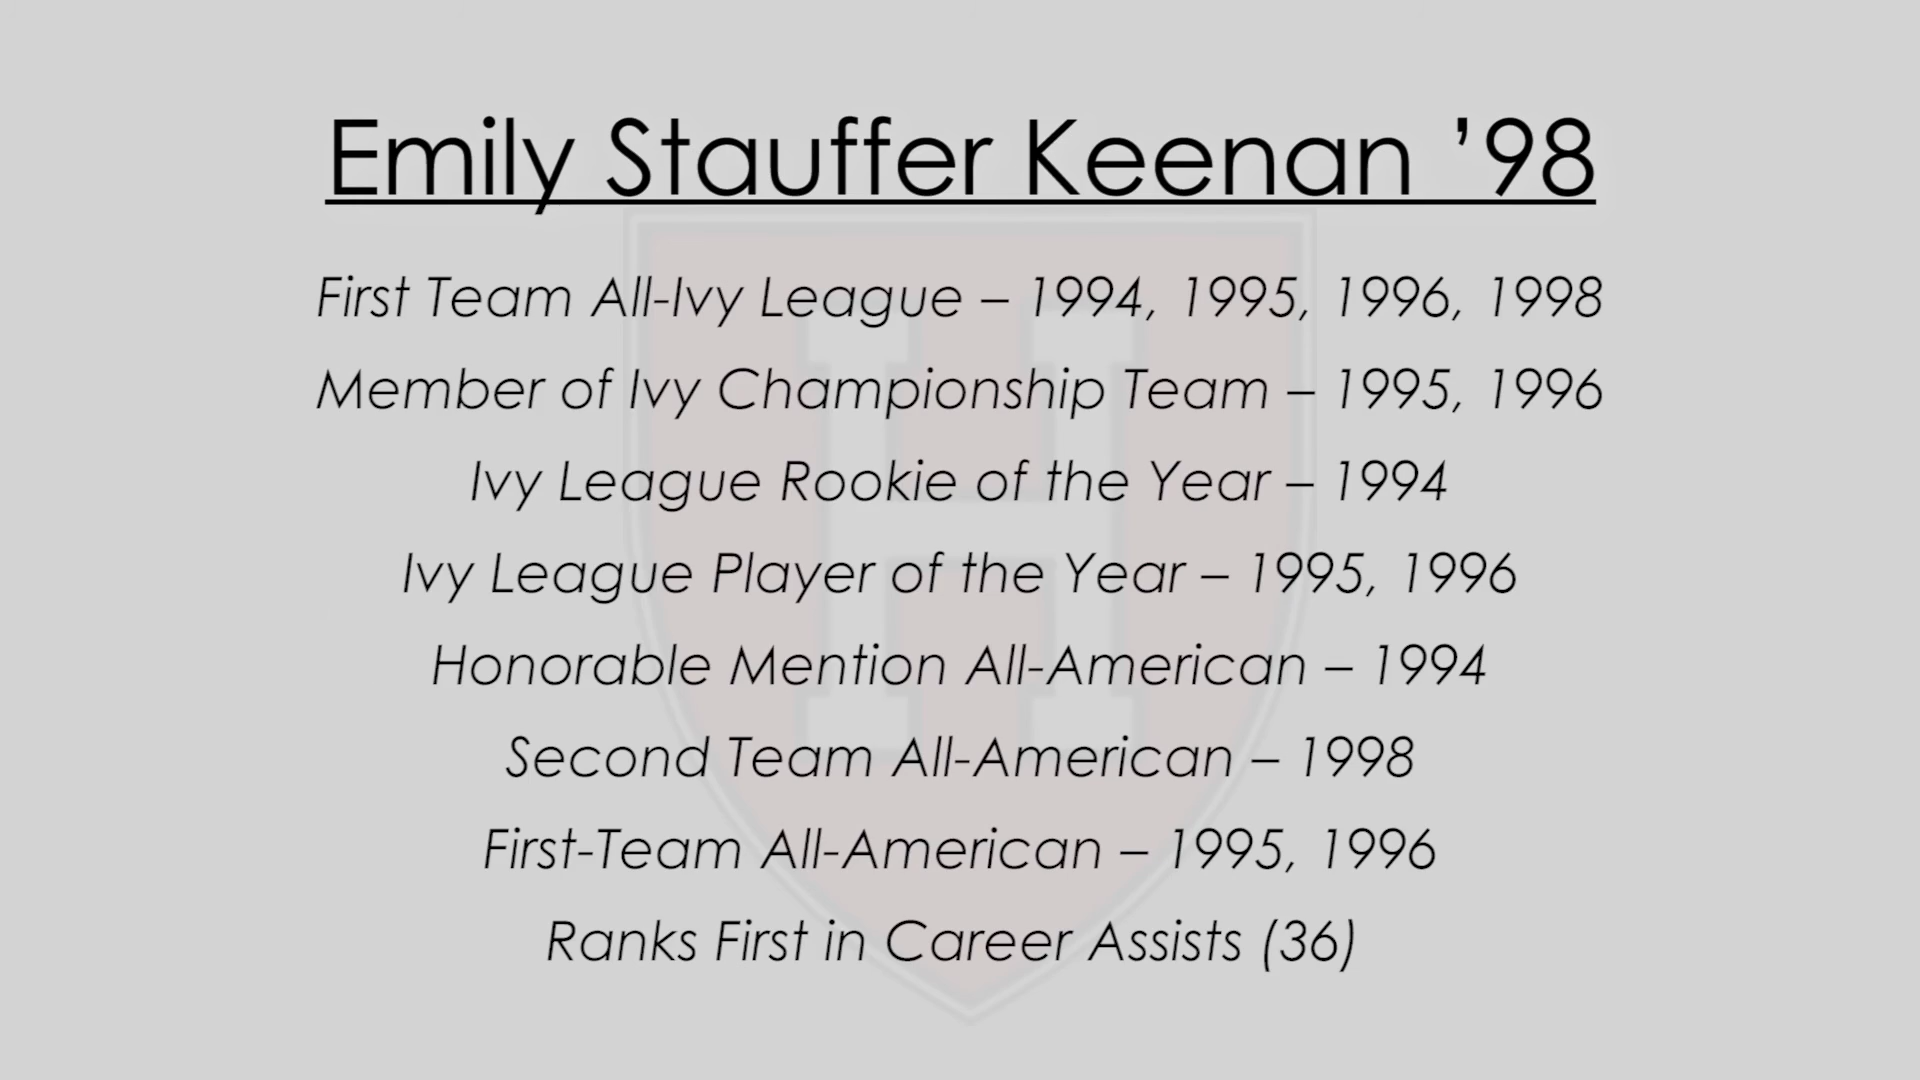 Emily Stauffer Keenan ’98
First Team All-Ivy League – 1994, 1995, 1996, 1998
Member of Ivy Championship Team – 1995, 1996
Ivy League Rookie of the Year – 1994
Ivy League Player of the Year – 1995, 1996
Honorable Mention All-American – 1994
Second Team All-American – 1998
First-Team All-American – 1995, 1996
Ranks First in Career Assists (36)
H